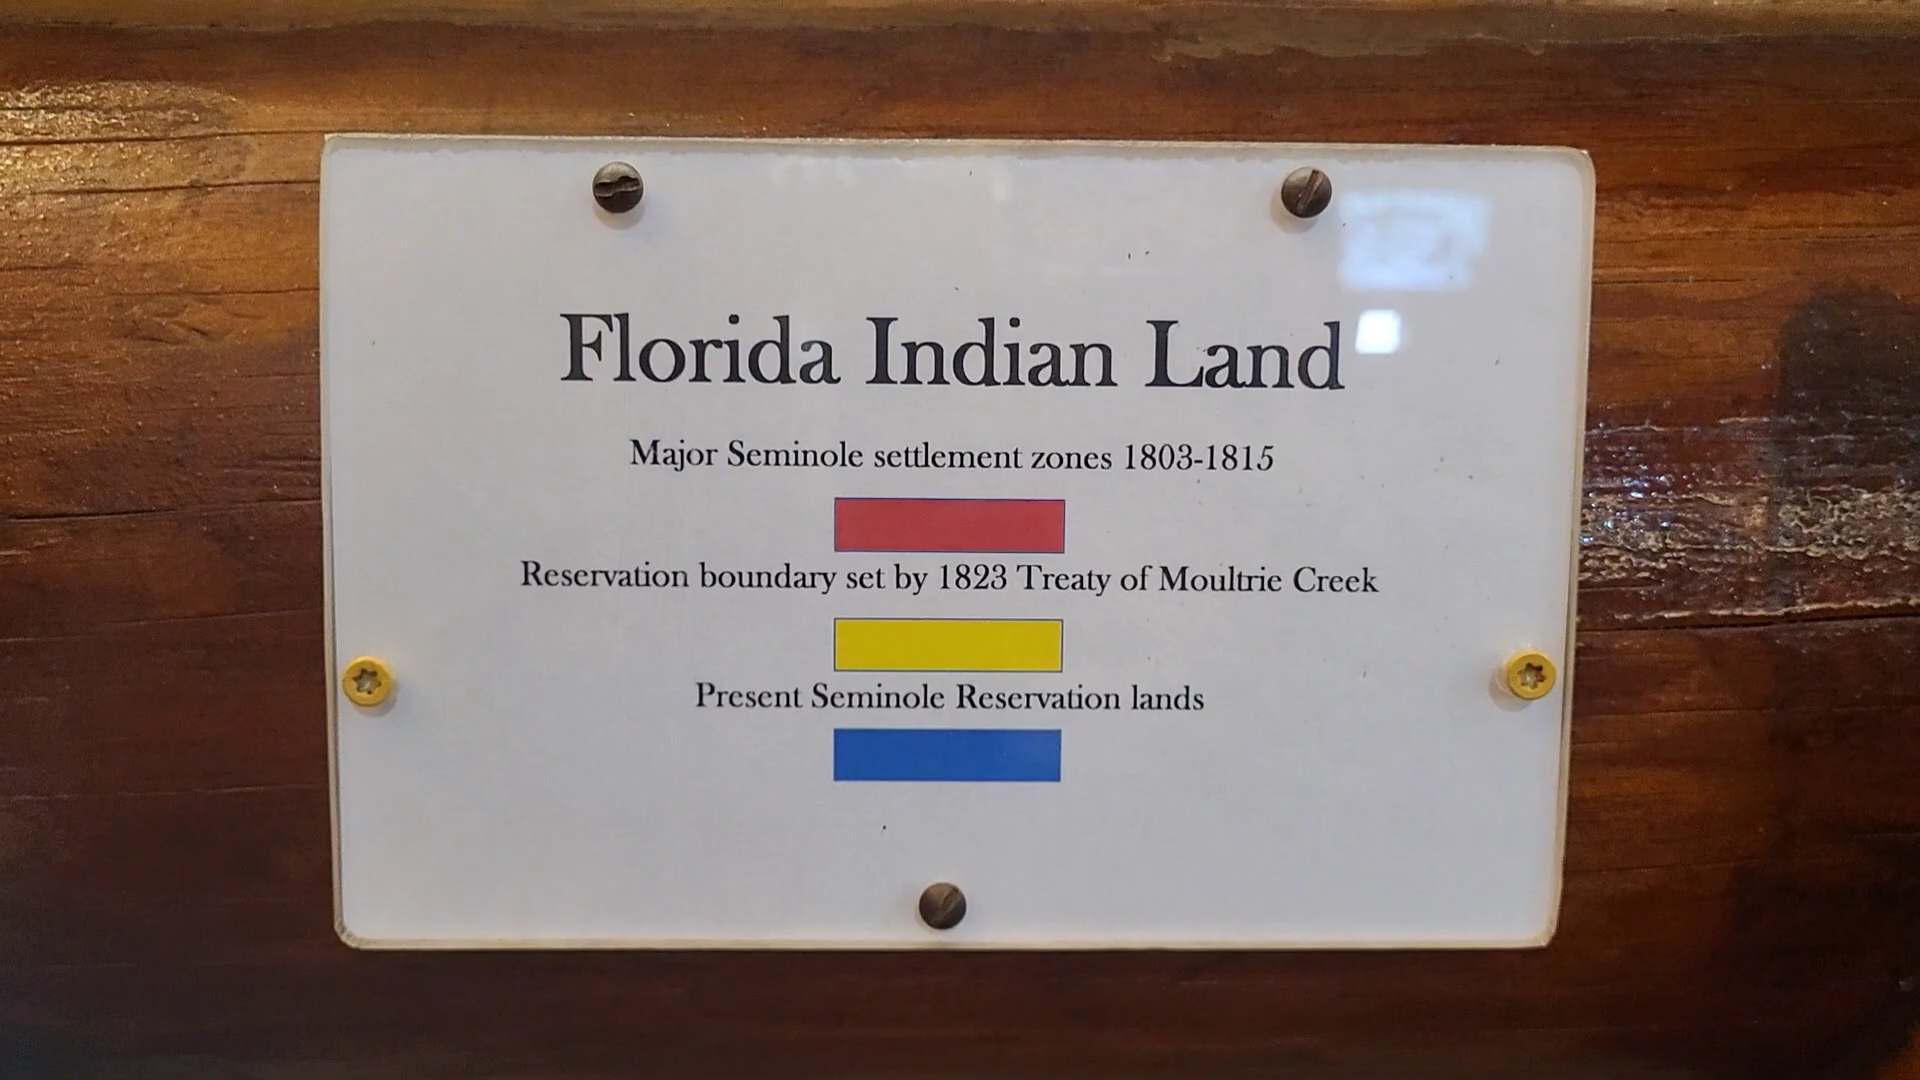 Florida Indian Land
Major Seminole settlement zones 1803-1815
Reservation boundary set by 1823 Treaty of Moultrie Creek
Present Seminole Reservation lands